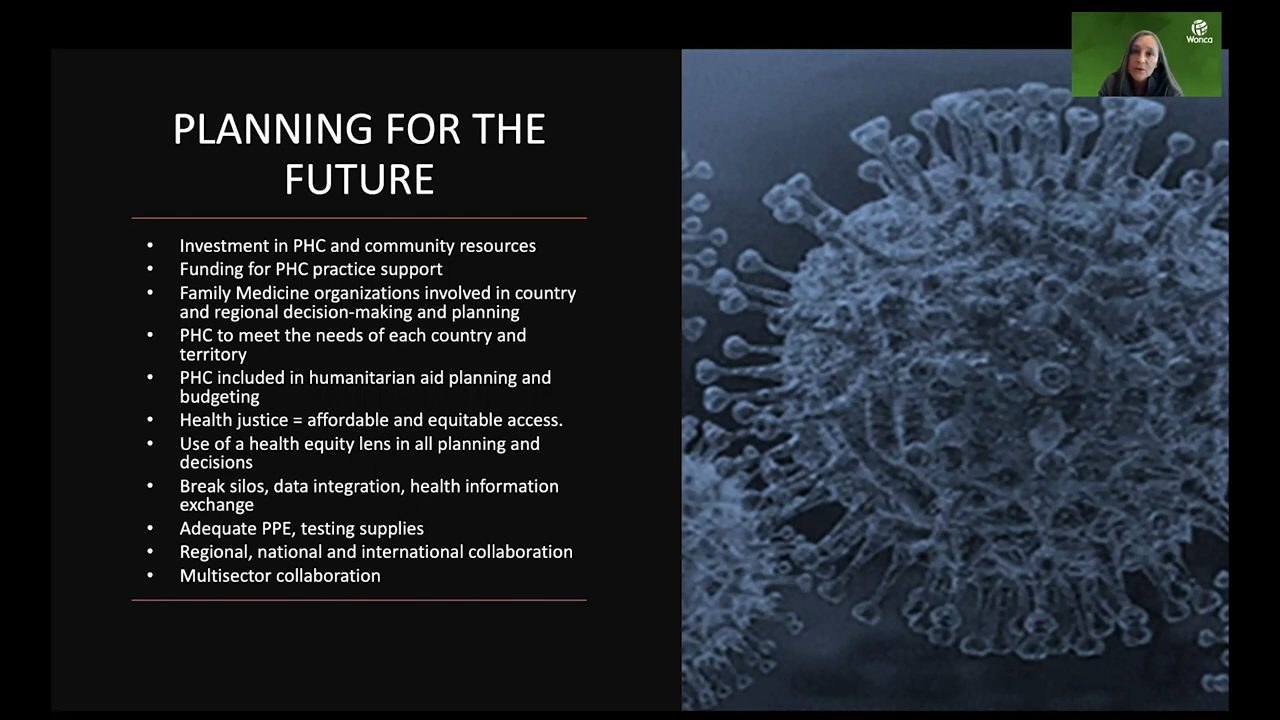 Wonca
PLANNING FOR THE
FUTURE
• Investment in PHC and community resources
• Funding for PHC practice support
• Family Medicine organizations involved in country
and regional decision-making and planning
• PHC to meet the needs of each country and
territory
• PHC included in humanitarian aid planning and
budgeting
• Health justice = affordable and equitable access.
• Use of a health equity lens in all planning and
decisions
• Break silos, data integration, health information
exchange
• Adequate PPE, testing supplies
• Regional, national and international collaboration
• Multisector collaboration